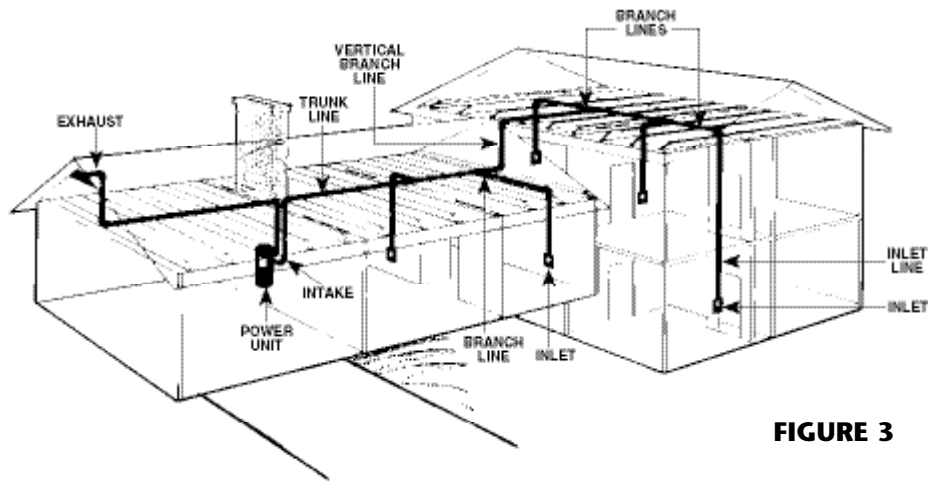 BRANCH
LINES
VERTICAL
BRANCH
LINE
TRUNK
LINE
EXHAUST
INTAKE
POWER
UNIT
BRANCH
LINE
INLET
INLET
LINE
INLET
FIGURE 3